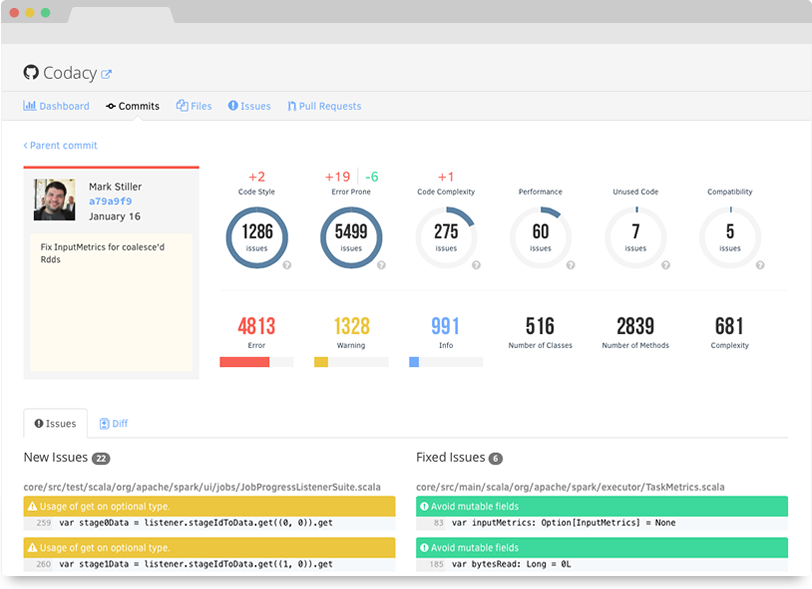 Codacy
Dashboard Commits Files Issues Pull Requests
‹ Parent commit
Mark Stiller
a79a9f9
January 16
Fix InputMetrics for coalesce'd
Rdds
+2 +19 -6 +1
Code Style Error Prone Code Complexity Performance Unused Code Compatibility
1286 5499 275 60 7 5
issues issues issues issues issues issues
? ? ? ? ? ?
4813 1328 991 516 2839 681
Error Warning Info Number of Classes Number of Methods Complexity
Issues Diff
New Issues 22
core/src/test/scala/org/apache/spark/ui/jobs/JobProgressListenerSuite.scala
Usage of get on optional type.
259 var stage0Data = listener.stageIdToData.get((0, 0)).get
Usage of get on optional type.
260 var stage1Data = listener.stageIdToData.get((1, 0)).get
Fixed Issues 6
core/src/main/scala/org/apache/spark/executor/TaskMetrics.scala
Avoid mutable fields
83 var inputMetrics: Option[InputMetrics] = None
Avoid mutable fields
185 var bytesRead: Long = 0L